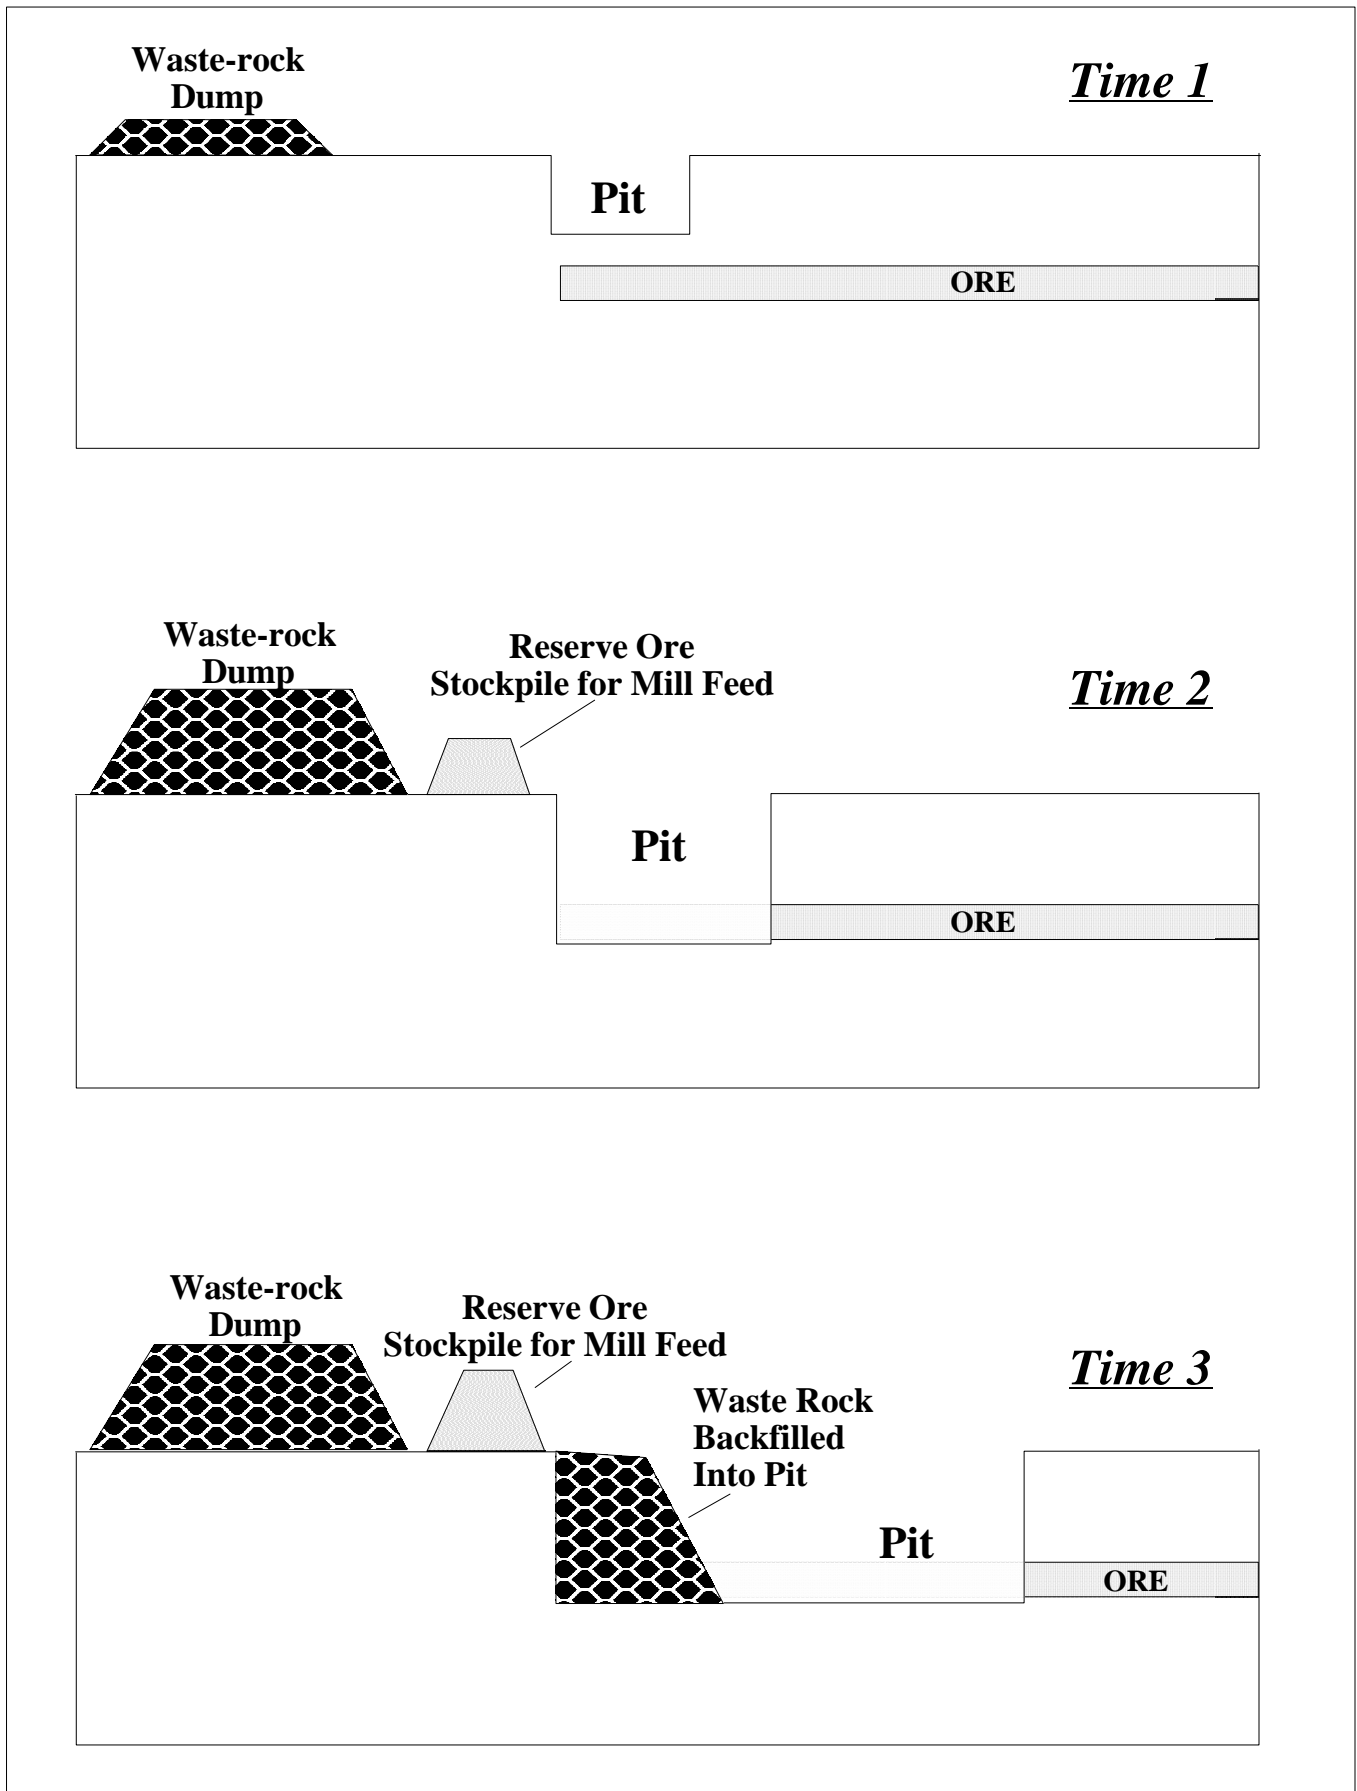 Waste-rock
Dump
Time 1
Pit
ORE
Waste-rock
Dump
Reserve Ore
Stockpile for Mill Feed
Time 2
Pit
ORE
Waste-rock
Dump
Reserve Ore
Stockpile for Mill Feed
Time 3
Waste Rock
Backfilled
Into Pit
Pit
ORE